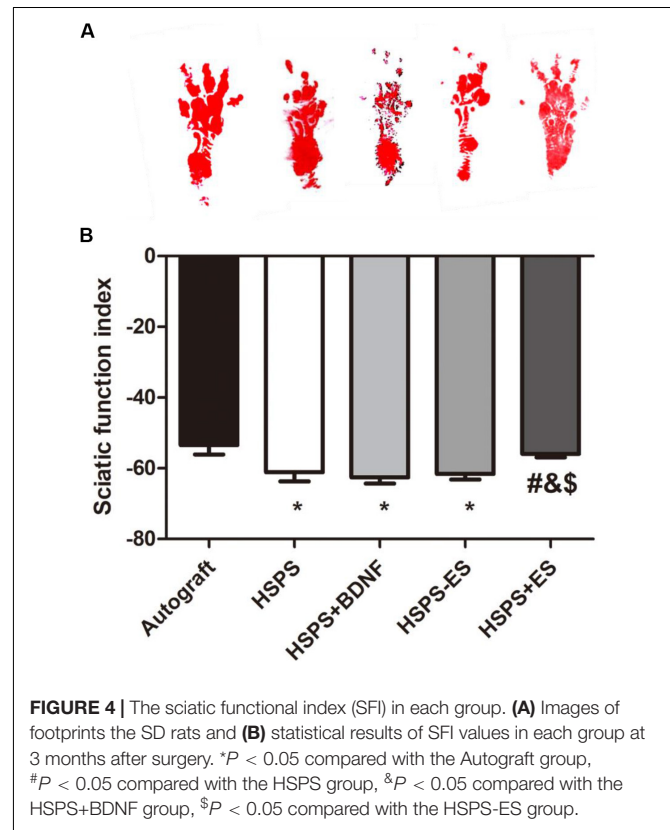 A
B
Sciatic function index
0
-20
-40
-60
-80
* * * #&$
Autograft
HSPS
HSPS+BDNF
HSPS-ES
HSPS+ES
FIGURE 4 | The sciatic functional index (SFI) in each group. (A) Images of
footprints the SD rats and (B) statistical results of SFI values in each group at
3 months after surgery. *P < 0.05 compared with the Autograft group,
#P < 0.05 compared with the HSPS group, &P < 0.05 compared with the
HSPS+BDNF group, $P < 0.05 compared with the HSPS-ES group.